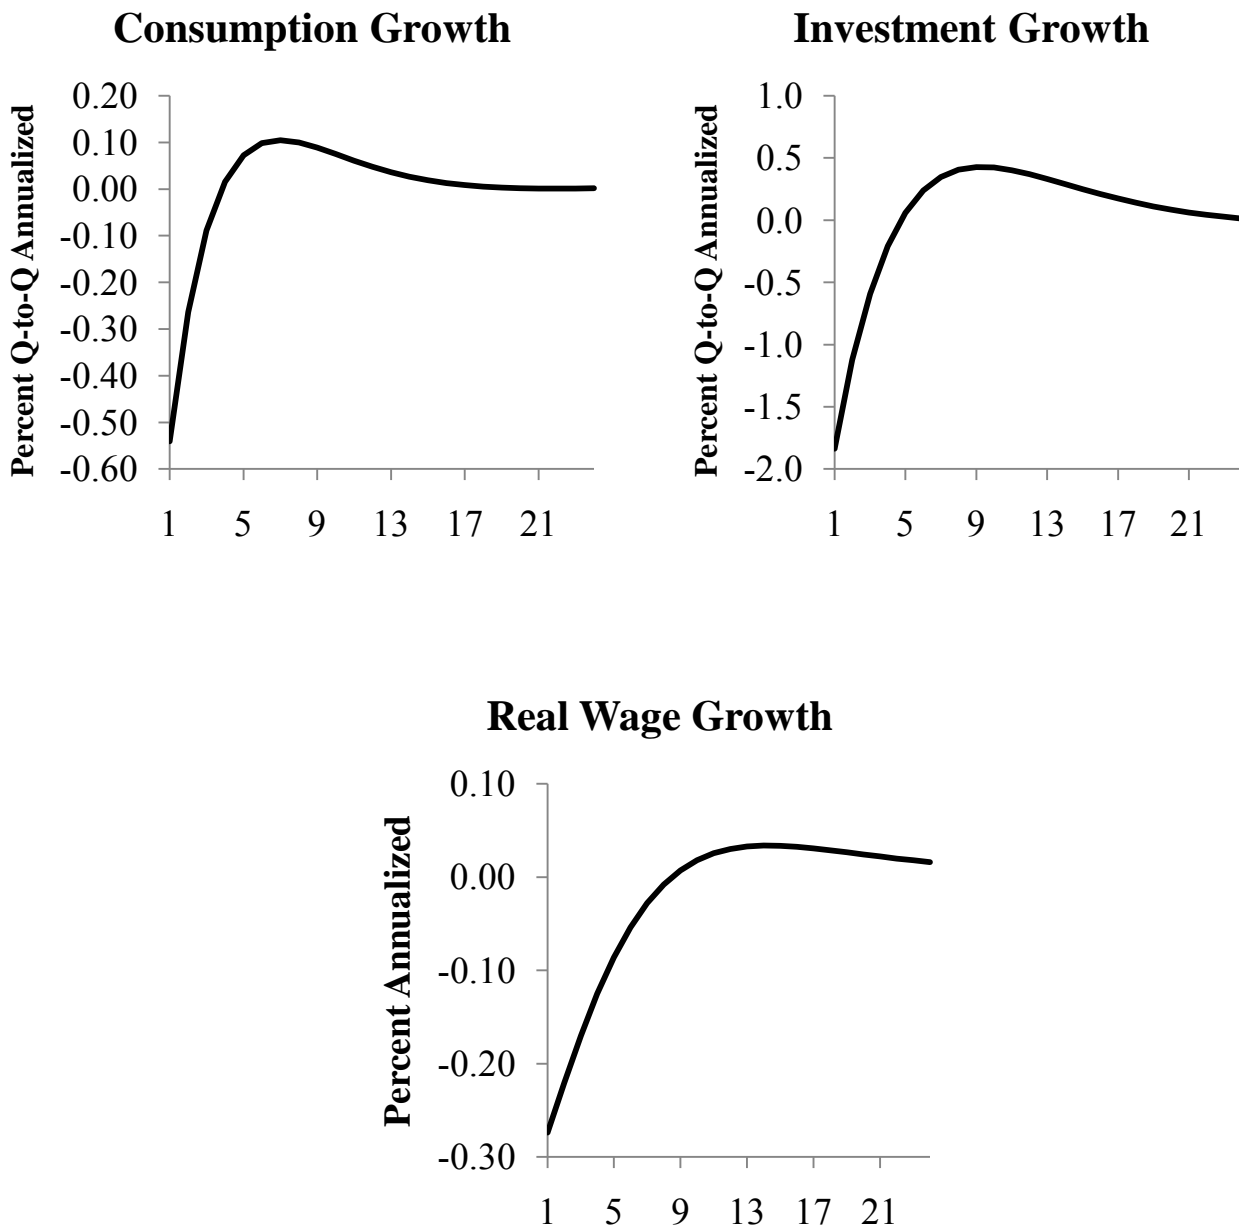 Consumption Growth
Percent Q-to-Q Annualized
0.20
0.10
0.00
-0.10
-0.20
-0.30
-0.40
-0.50
-0.60
1 5 9 13 17 21
Investment Growth
Percent Q-to-Q Annualized
1.0
0.5
0.0
-0.5
-1.0
-1.5
-2.0
1 5 9 13 17 21
Real Wage Growth
Percent Annualized
0.10
0.00
-0.10
-0.20
-0.30
1 5 9 13 17 21